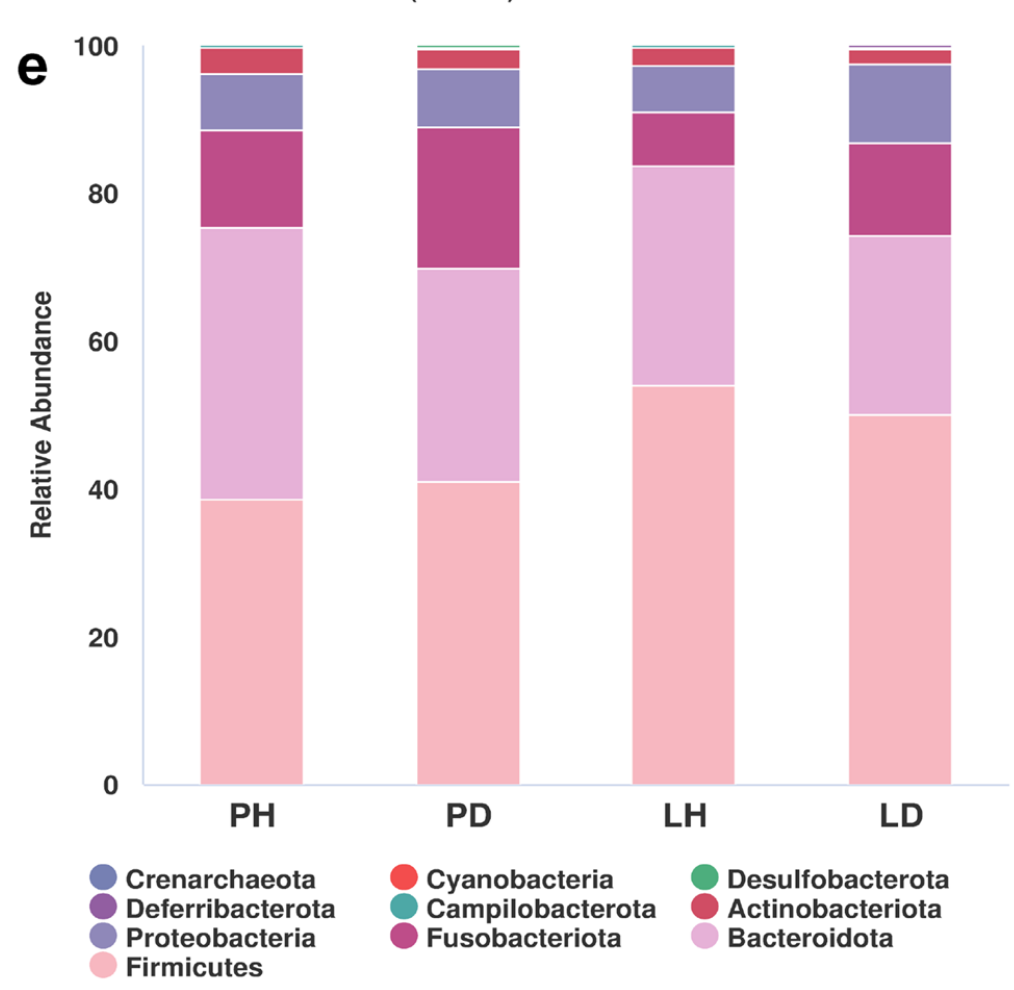 e
100
80
60
40
20
0
Relative Abundance
PH PD LH LD
Crenarchaeota Cyanobacteria Desulfobacterota
Deferribacterota Campilobacterota Actinobacteriota
Proteobacteria Fusobacteriota Bacteroidota
Firmicutes